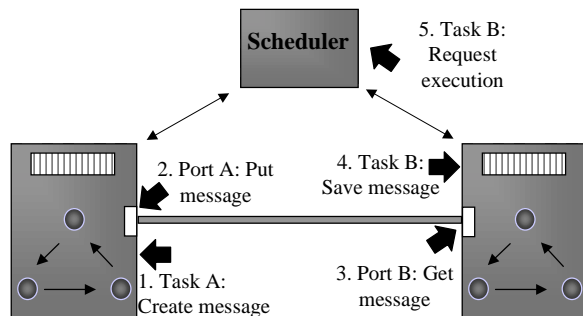 Scheduler
5. Task B:
Request
execution
2. Port A: Put
message
4. Task B:
Save message
1. Task A:
Create message
3. Port B: Get
message